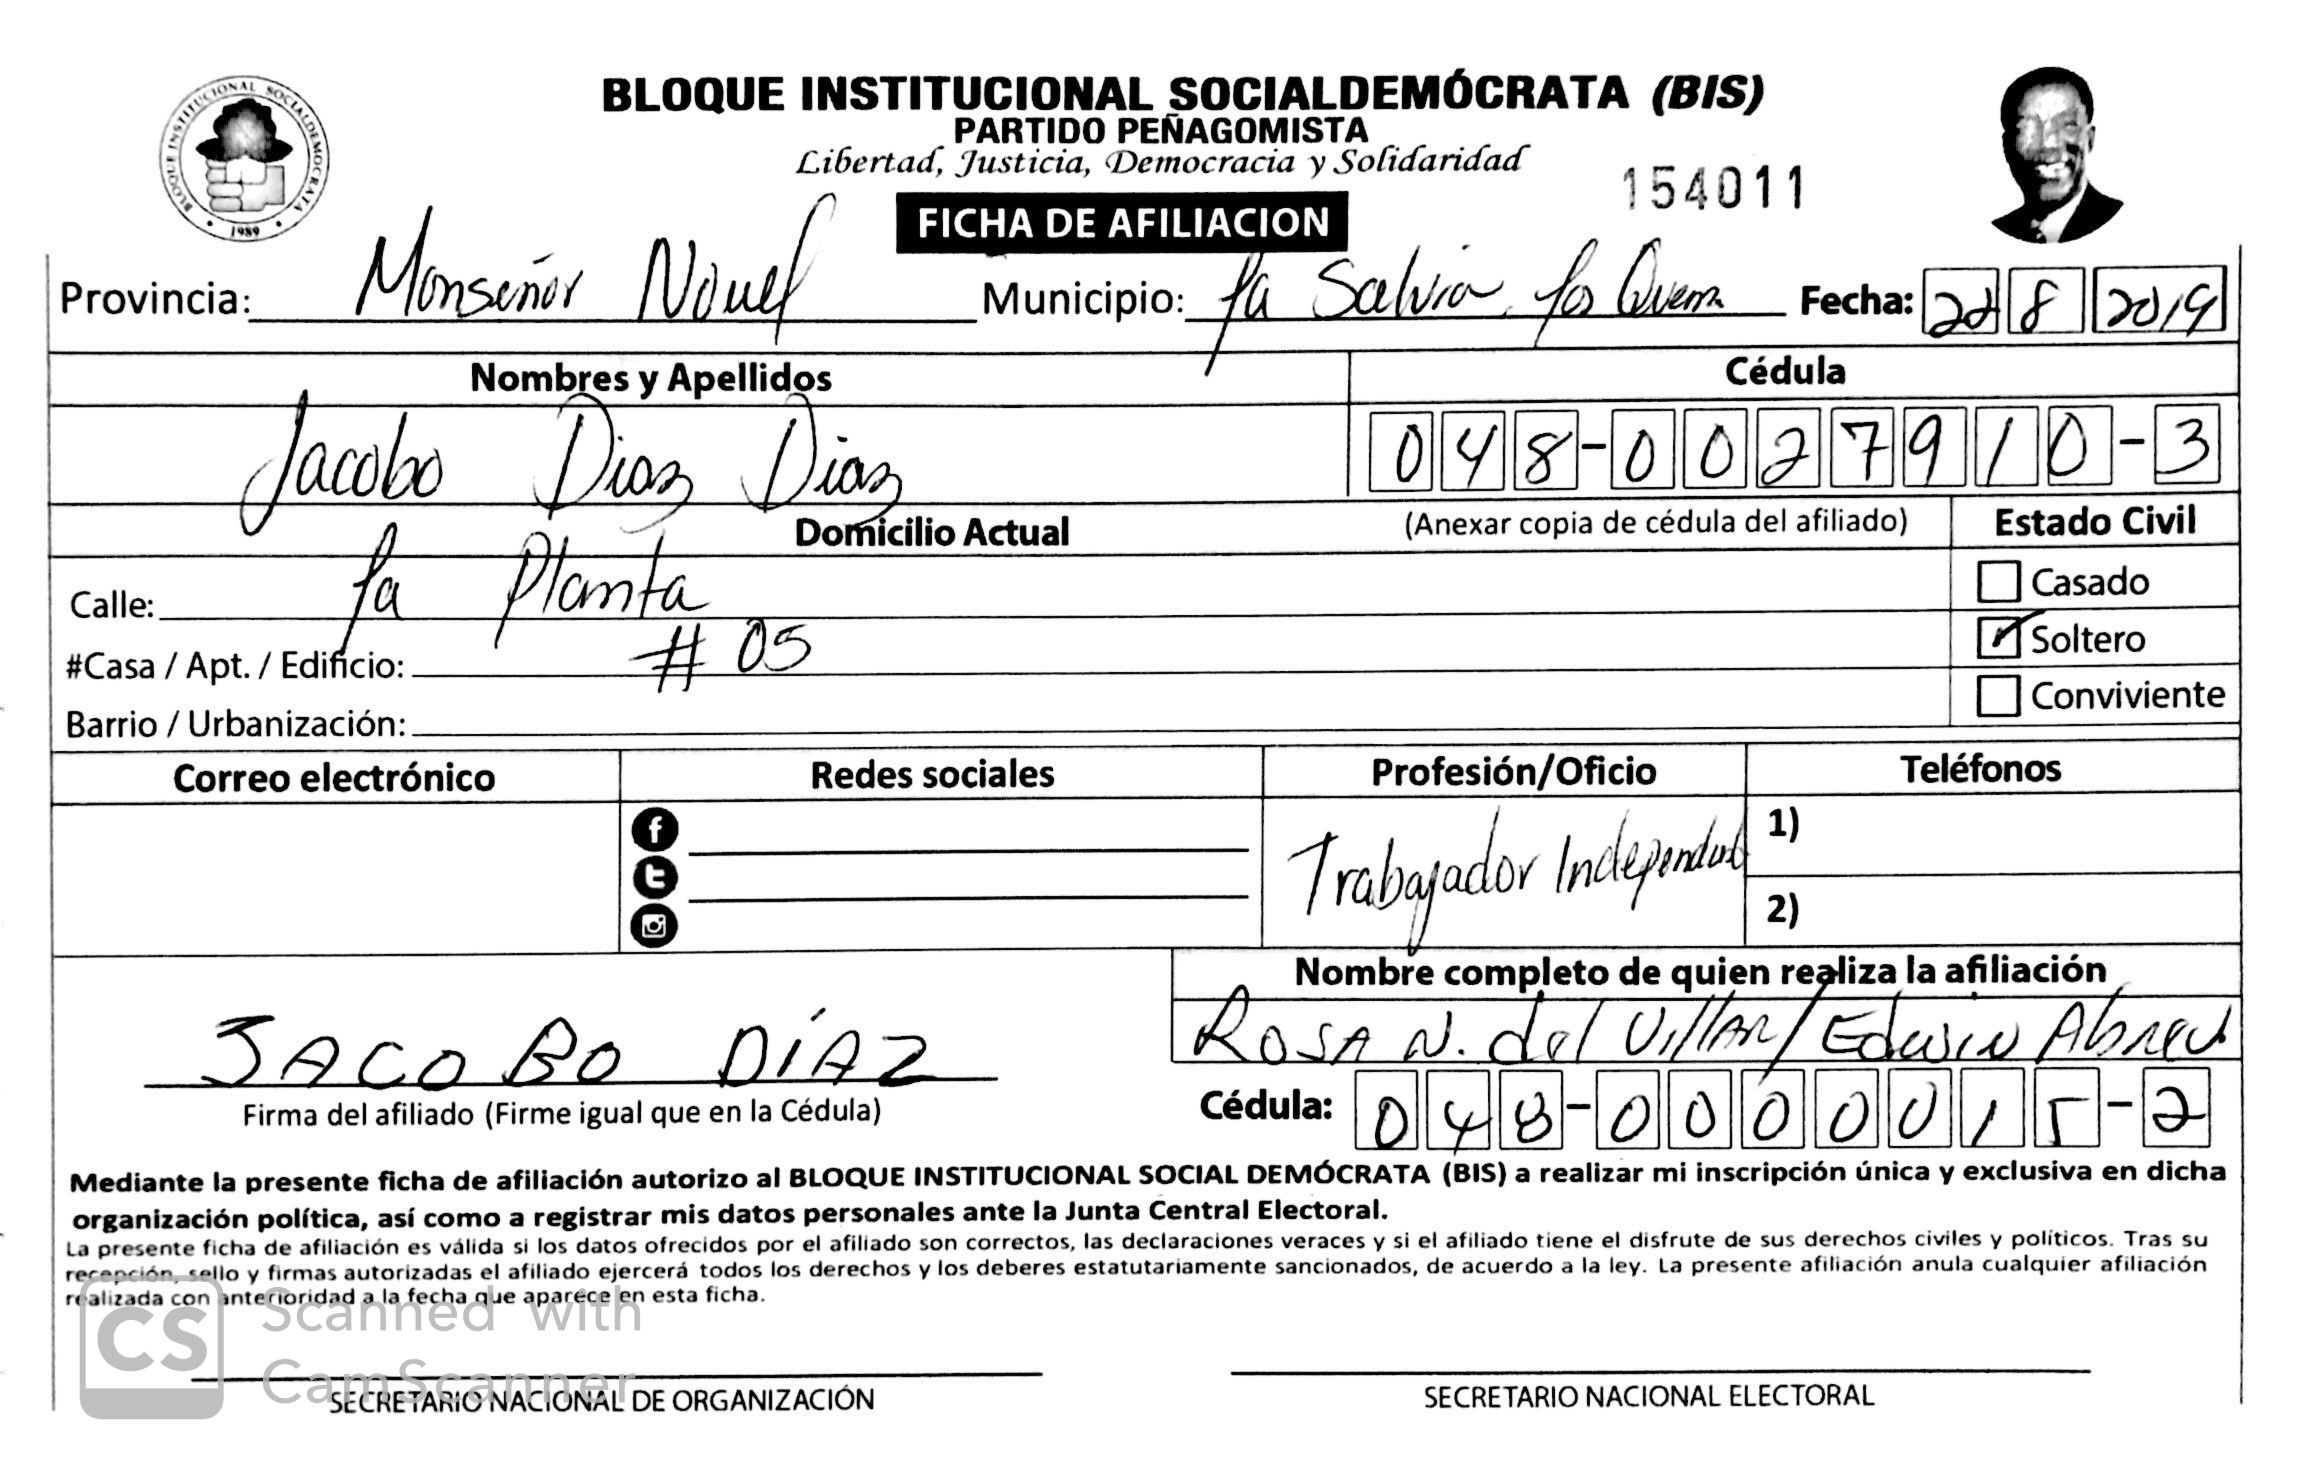 BLOQUE INSTITUCIONAL SOCIALDEMÓCRATA (BIS)
PARTIDO PEÑAGOMISTA
Libertad, Justicia, Democracia y Solidaridad
154011
BLOQUE INSTITUCIONAL SOCIALDEMOCRATA
1989
FICHA DE AFILIACION
Provincia: Monseñor Nouel Municipio: La Salvia, Los Fecha: 22 8 2019
Nombres y Apellidos Cédula
Jacobo Diaz Diaz 048-0027910-3
Domicilio Actual (Anexar copia de cédula del afiliado) Estado Civil
Calle: La Planta Casado
#Casa / Apt. / Edificio: # 05 Soltero
Barrio / Urbanización: Conviviente
Correo electrónico Redes sociales Profesión/Oficio Teléfonos
Trabajador 1)
2)
Nombre completo de quien realiza la afiliación
JACOBO DÍAZ Rosa N. del Villar/Edwin Abreu
Firma del afiliado (Firme igual que en la Cédula) Cédula: 048-0000015-2
Mediante la presente ficha de afiliación autorizo al BLOQUE INSTITUCIONAL SOCIAL DEMÓCRATA (BIS) a realizar mi inscripción única y exclusiva en dicha
organización política, así como a registrar mis datos personales ante la Junta Central Electoral.
La presente ficha de afiliación es válida si los datos ofrecidos por el afiliado son correctos, las declaraciones veraces y si el afiliado tiene el disfrute de sus derechos civiles y políticos. Tras su
recepción, sello y firmas autorizadas el afiliado ejercerá todos los derechos y los deberes estatutariamente sancionados, de acuerdo a la ley. La presente afiliación anula cualquier afiliación
realizada con anterioridad a la fecha que aparece en esta ficha.
CS Scanned with
CamScanner
SECRETARIO NACIONAL DE ORGANIZACIÓN SECRETARIO NACIONAL ELECTORAL